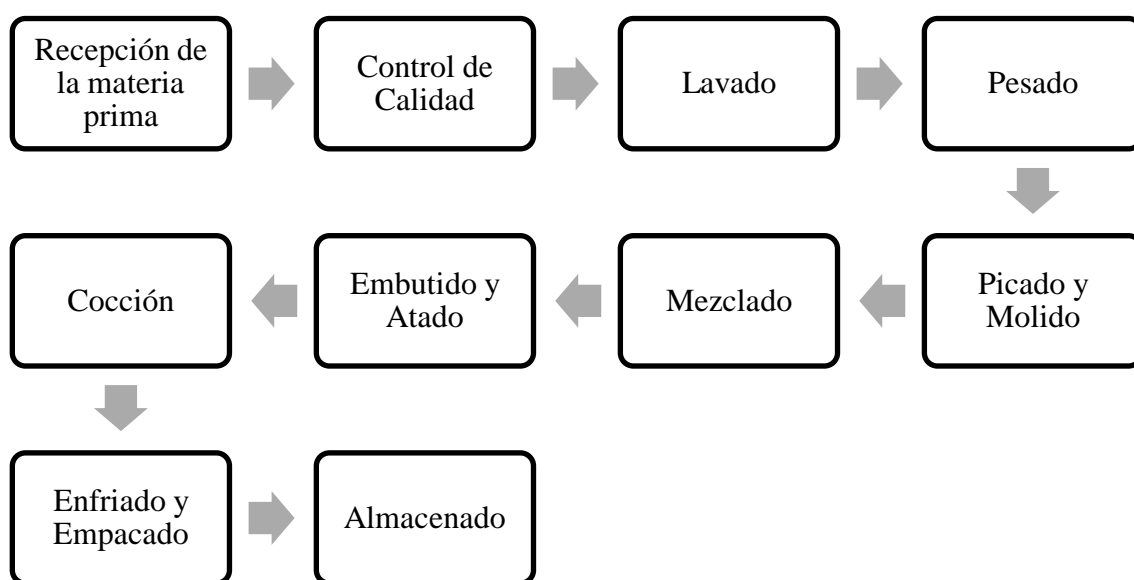 Recepción de
la materia
prima
Control de
Calidad
Lavado
Pesado
Picado y
Molido
Mezclado
Embutido y
Atado
Cocción
Enfriado y
Empacado
Almacenado